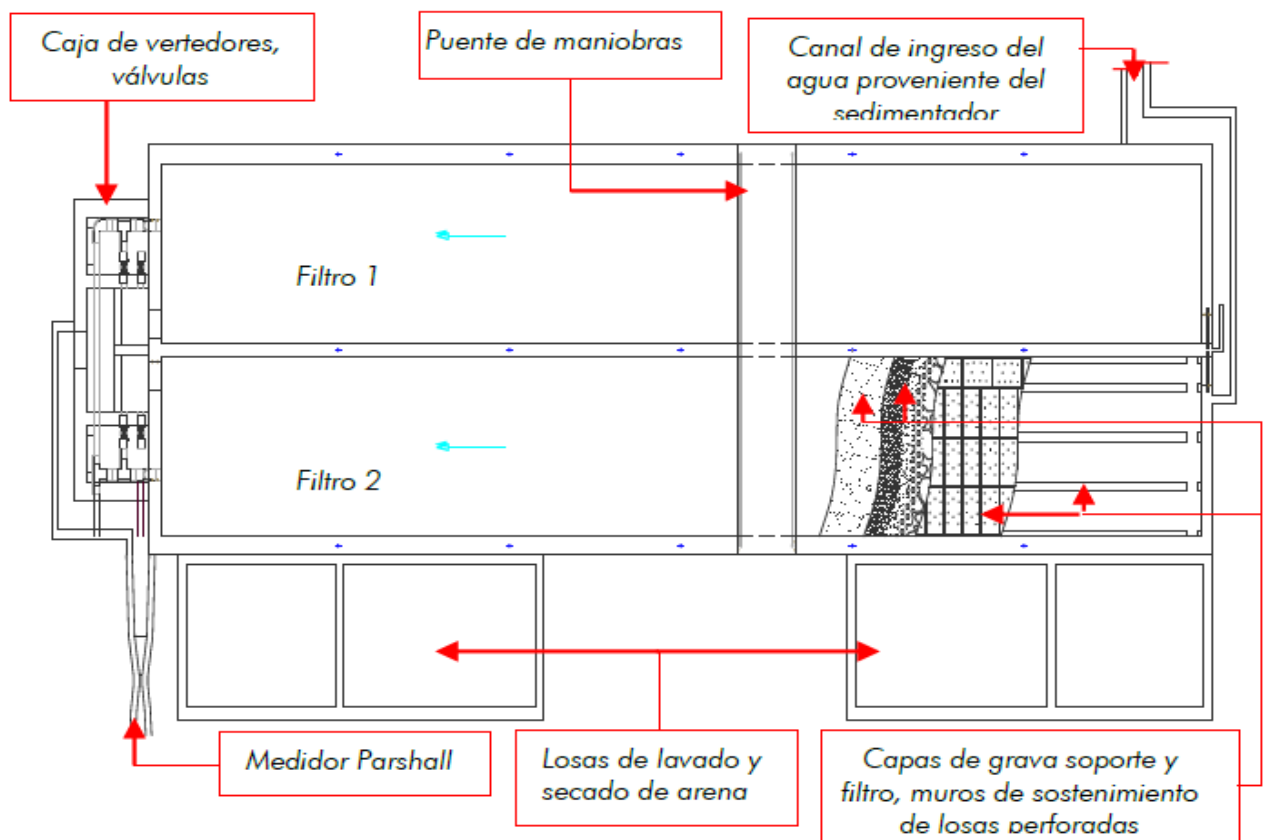 Caja de vertedores,
válvulas
Puente de maniobras
Canal de ingreso del
agua proveniente del
sedimentador
Filtro 1
Filtro 2
Medidor Parshall
Losas de lavado y
secado de arena
Capas de grava soporte y
filtro, muros de sostenimiento
de losas perforadas